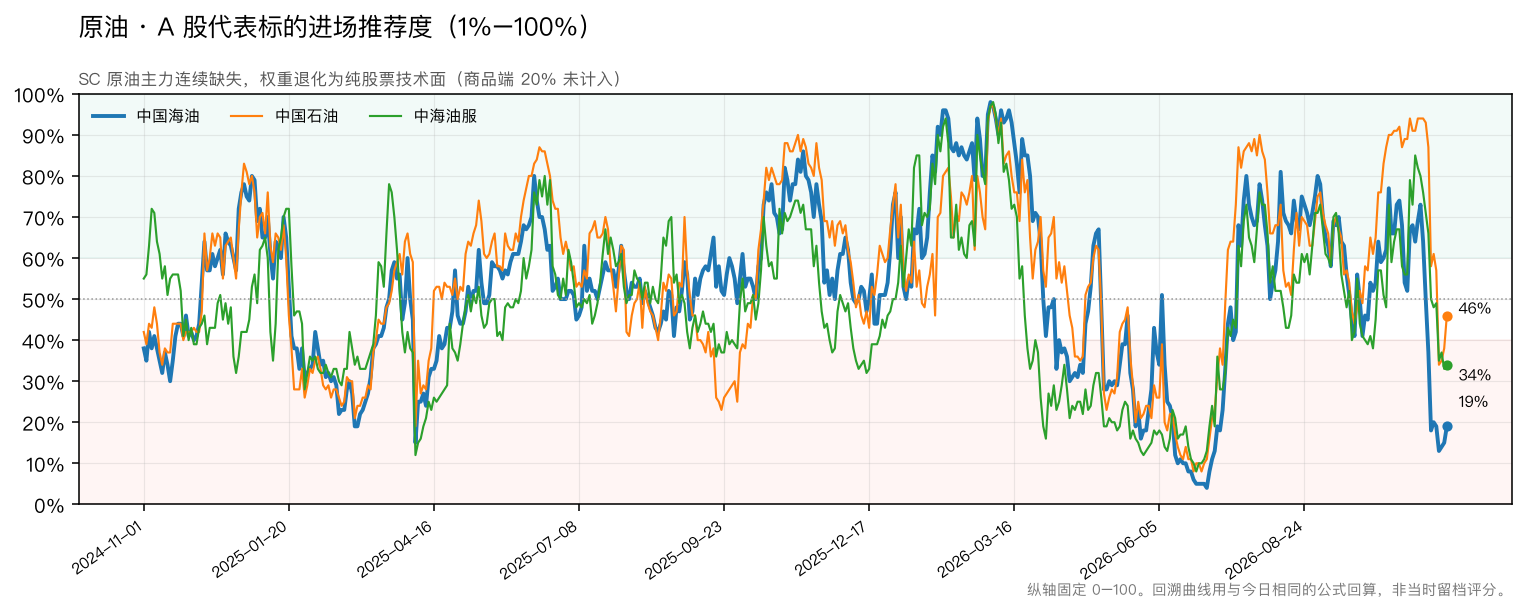 原油 · A 股代表标的进场推荐度（1%—100%）
SC 原油主力连续缺失，权重退化为纯股票技术面（商品端 20% 未计入）
100%
90%
80%
70%
60%
50%
40%
30%
20%
10%
0%
中国海油 中国石油 中海油服
46%
34%
19%
2024-11-01 2025-01-20 2025-04-16 2025-07-08 2025-09-23 2025-12-17 2026-03-16 2026-06-05 2026-08-24
纵轴固定 0—100。回溯曲线用与今日相同的公式回算，非当时留档评分。